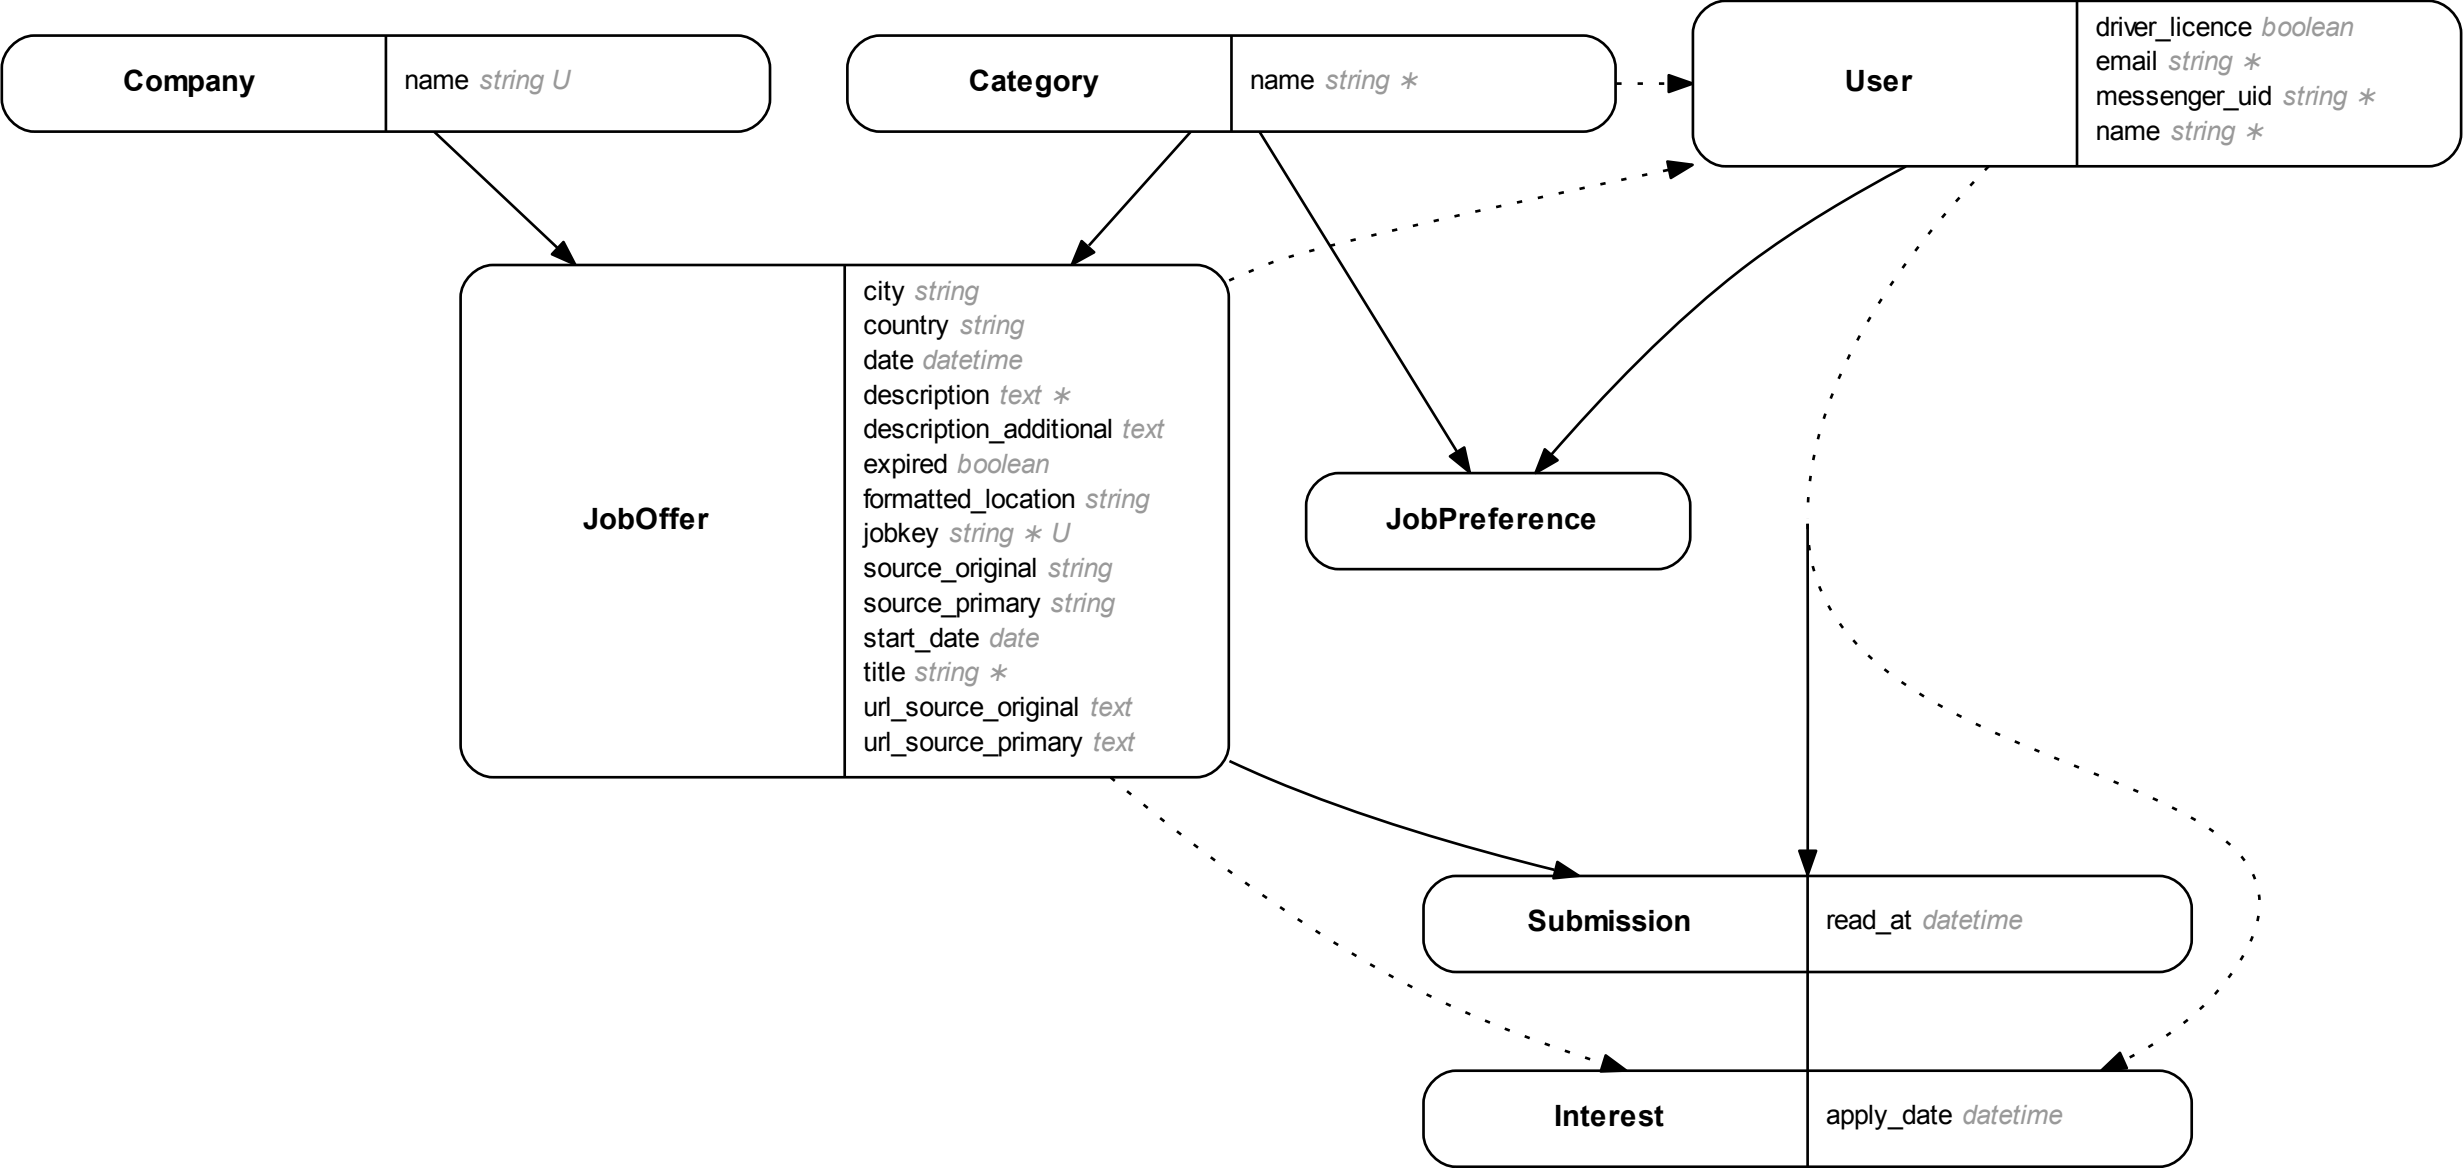 Company
name string U
Category
name string ∗
User
driver_licence boolean
email string ∗
messenger_uid string ∗
name string ∗
JobOffer
city string
country string
date datetime
description text ∗
description_additional text
expired boolean
formatted_location string
jobkey string ∗ U
source_original string
source_primary string
start_date date
title string ∗
url_source_original text
url_source_primary text
JobPreference
Submission
read_at datetime
Interest
apply_date datetime